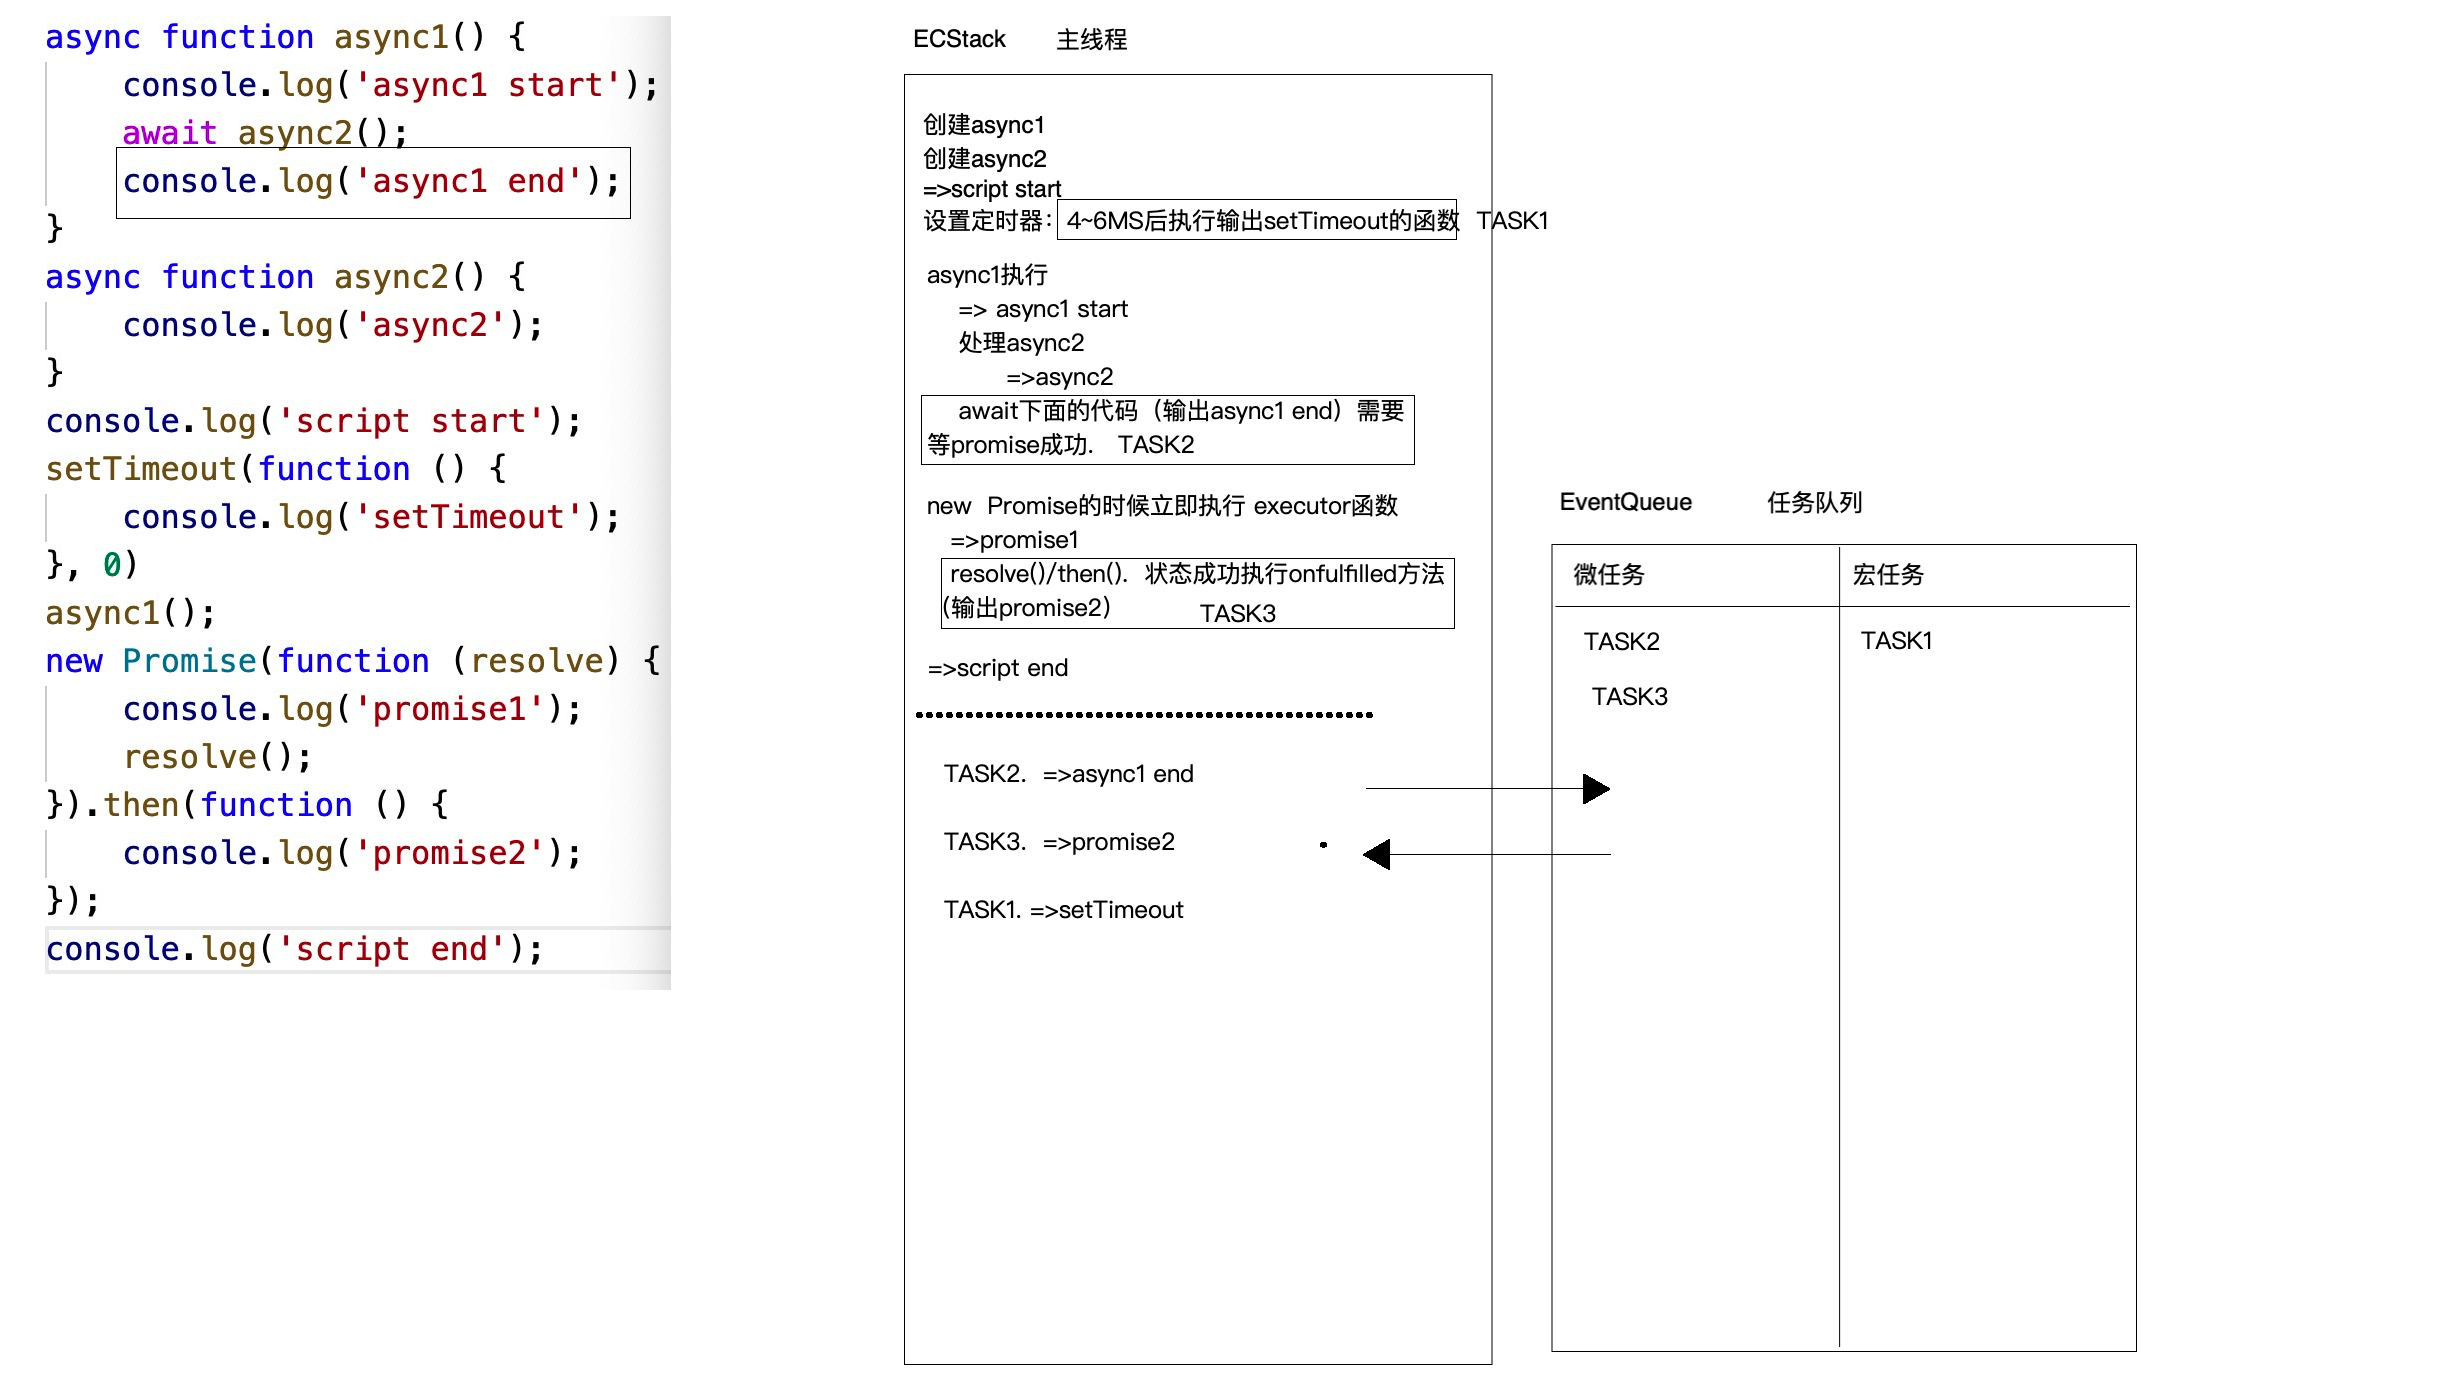 async function async1() {
    console.log('async1 start');
    await async2();
    console.log('async1 end');
}
async function async2() {
    console.log('async2');
}
console.log('script start');
setTimeout(function () {
    console.log('setTimeout');
}, 0)
async1();
new Promise(function (resolve) {
    console.log('promise1');
    resolve();
}).then(function () {
    console.log('promise2');
});
console.log('script end');
ECStack 主线程
创建async1
创建async2
=>script start
设置定时器：4~6MS后执行输出setTimeout的函数 TASK1
async1执行
=> async1 start
处理async2
=>async2
await下面的代码（输出async1 end）需要
等promise成功. TASK2
new Promise的时候立即执行 executor函数
=>promise1
resolve()/then(). 状态成功执行onfulfilled方法
（输出promise2） TASK3
=>script end
TASK2. =>async1 end
TASK3. =>promise2
TASK1. =>setTimeout
EventQueue 任务队列
微任务 宏任务
TASK2 TASK1
TASK3